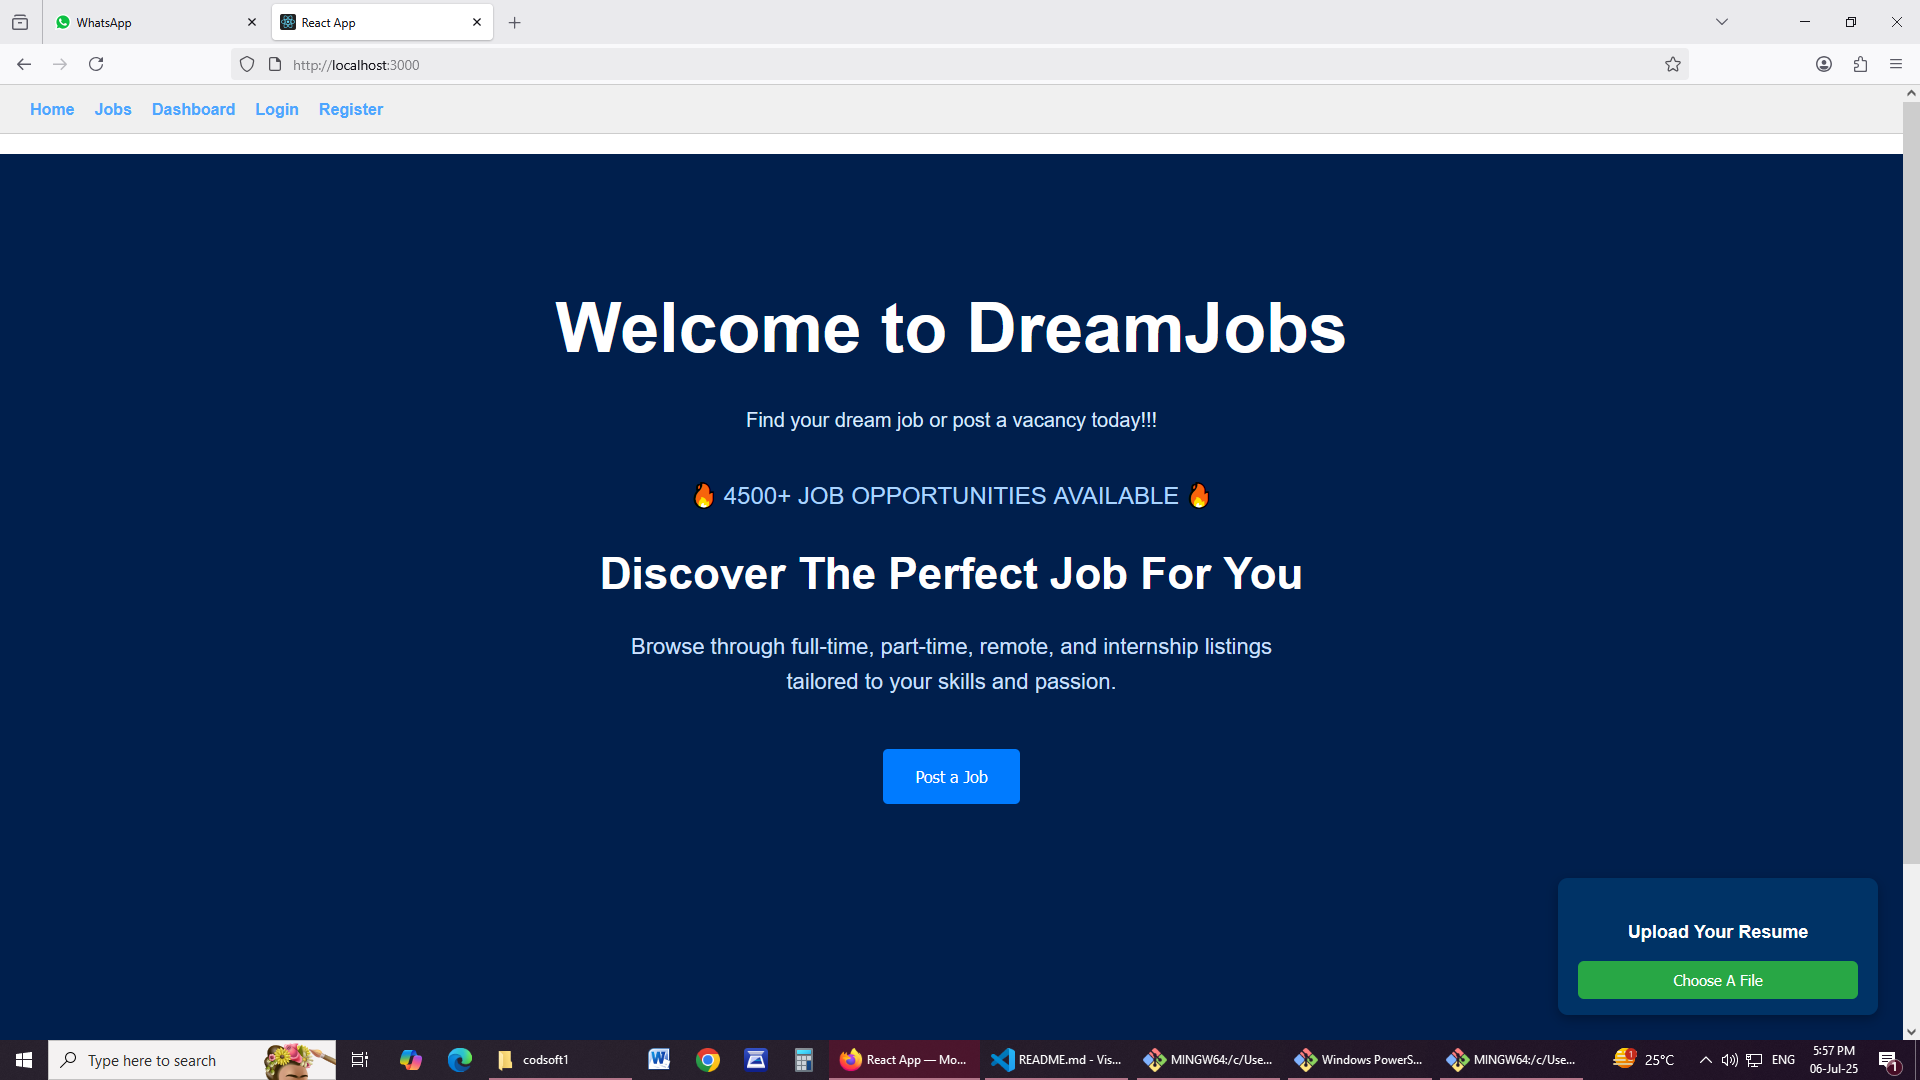 WhatsApp
React App
http://localhost:3000
Home Jobs Dashboard Login Register
Welcome to DreamJobs
Find your dream job or post a vacancy today!!!
🔥 4500+ JOB OPPORTUNITIES AVAILABLE 🔥
Discover The Perfect Job For You
Browse through full-time, part-time, remote, and internship listings
tailored to your skills and passion.
Post a Job
Upload Your Resume
Choose A File
Type here to search
codsoft1
React App — Mo...
README.md - Vis...
MINGW64:/c/Use...
Windows PowerS...
MINGW64:/c/Use...
1
25°C
ENG
5:57 PM
06-Jul-25
1